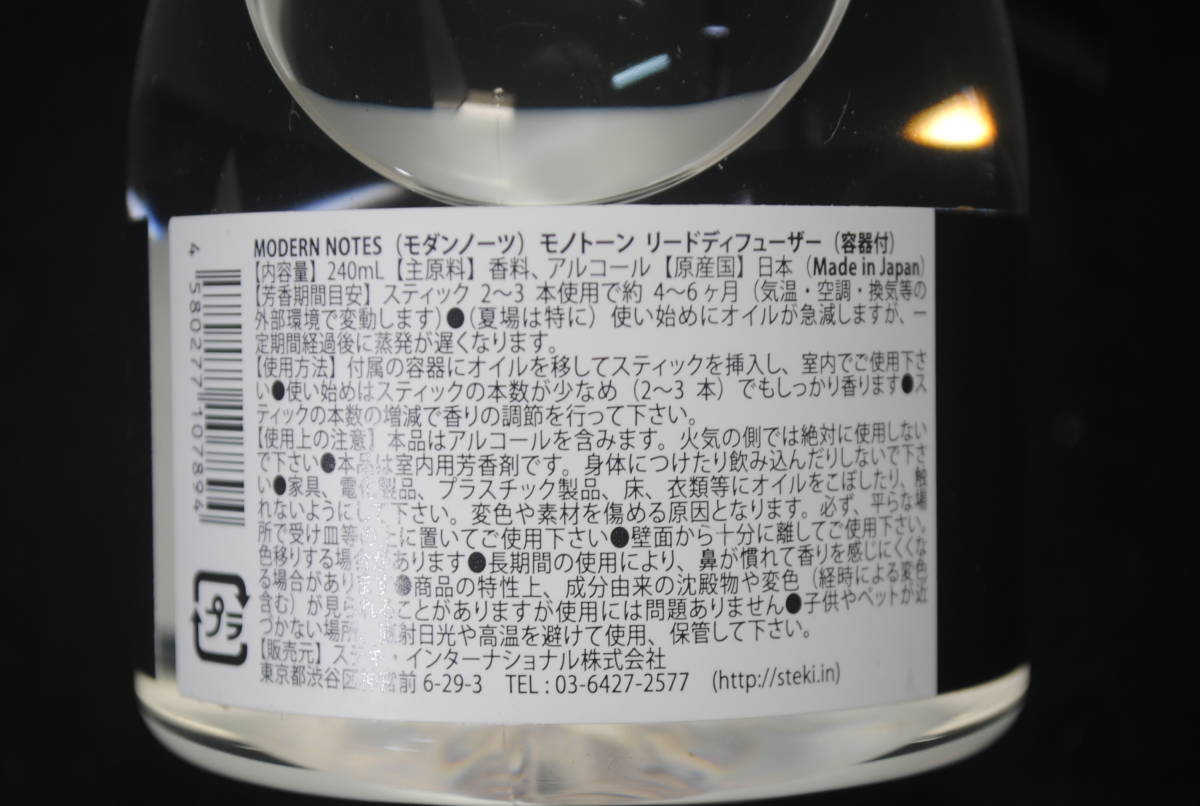 MODERN NOTES（モダンノーツ）モノトーン リードディフューザー（容器付）
【内容量】240mL【主原料】香料、アルコール【原産国】日本（Made in Japan）
【芳香期間目安】スティック 2〜3 本使用で約 4〜6ヶ月（気温・空調・換気等の
外部環境で変動します）●（夏場は特に）使い始めにオイルが急減しますが、一
定期間経過後に蒸発が遅くなります。
【使用方法】付属の容器にオイルを移してスティックを挿入し、室内でご使用下さ
い●使い始めはスティックの本数が少なめ（2〜3 本）でもしっかり香ります●ス
ティックの本数の増減で香りの調節を行って下さい。
【使用上の注意】本品はアルコールを含みます。火気の側では絶対に使用しない
で下さい●本品は室内用芳香剤です。身体につけたり飲み込んだりしないで下さ
い●家具、電化製品、プラスチック製品、床、衣類等にオイルをこぼしたり、触
れないようにして下さい。変色や素材を傷める原因となります。必ず、平らな場
所で受け皿等 に置いてご使用下さい●壁面から十分に離してご使用下さい。
色移りする場合があります●長期間の使用により、鼻が慣れて香りを感じにくくな
る場合があります●商品の特性上、成分由来の沈殿物や変色（経時による変色
含む）が見られることがありますが使用には問題ありません●子供やペットが近
づかない場所 直射日光や高温を避けて使用、保管して下さい。
【販売元】ステキ・インターナショナル株式会社
東京都渋谷区神宮前 6-29-3 TEL : 03-6427-2577 (http://steki.in)
4 580277 107894
プラ